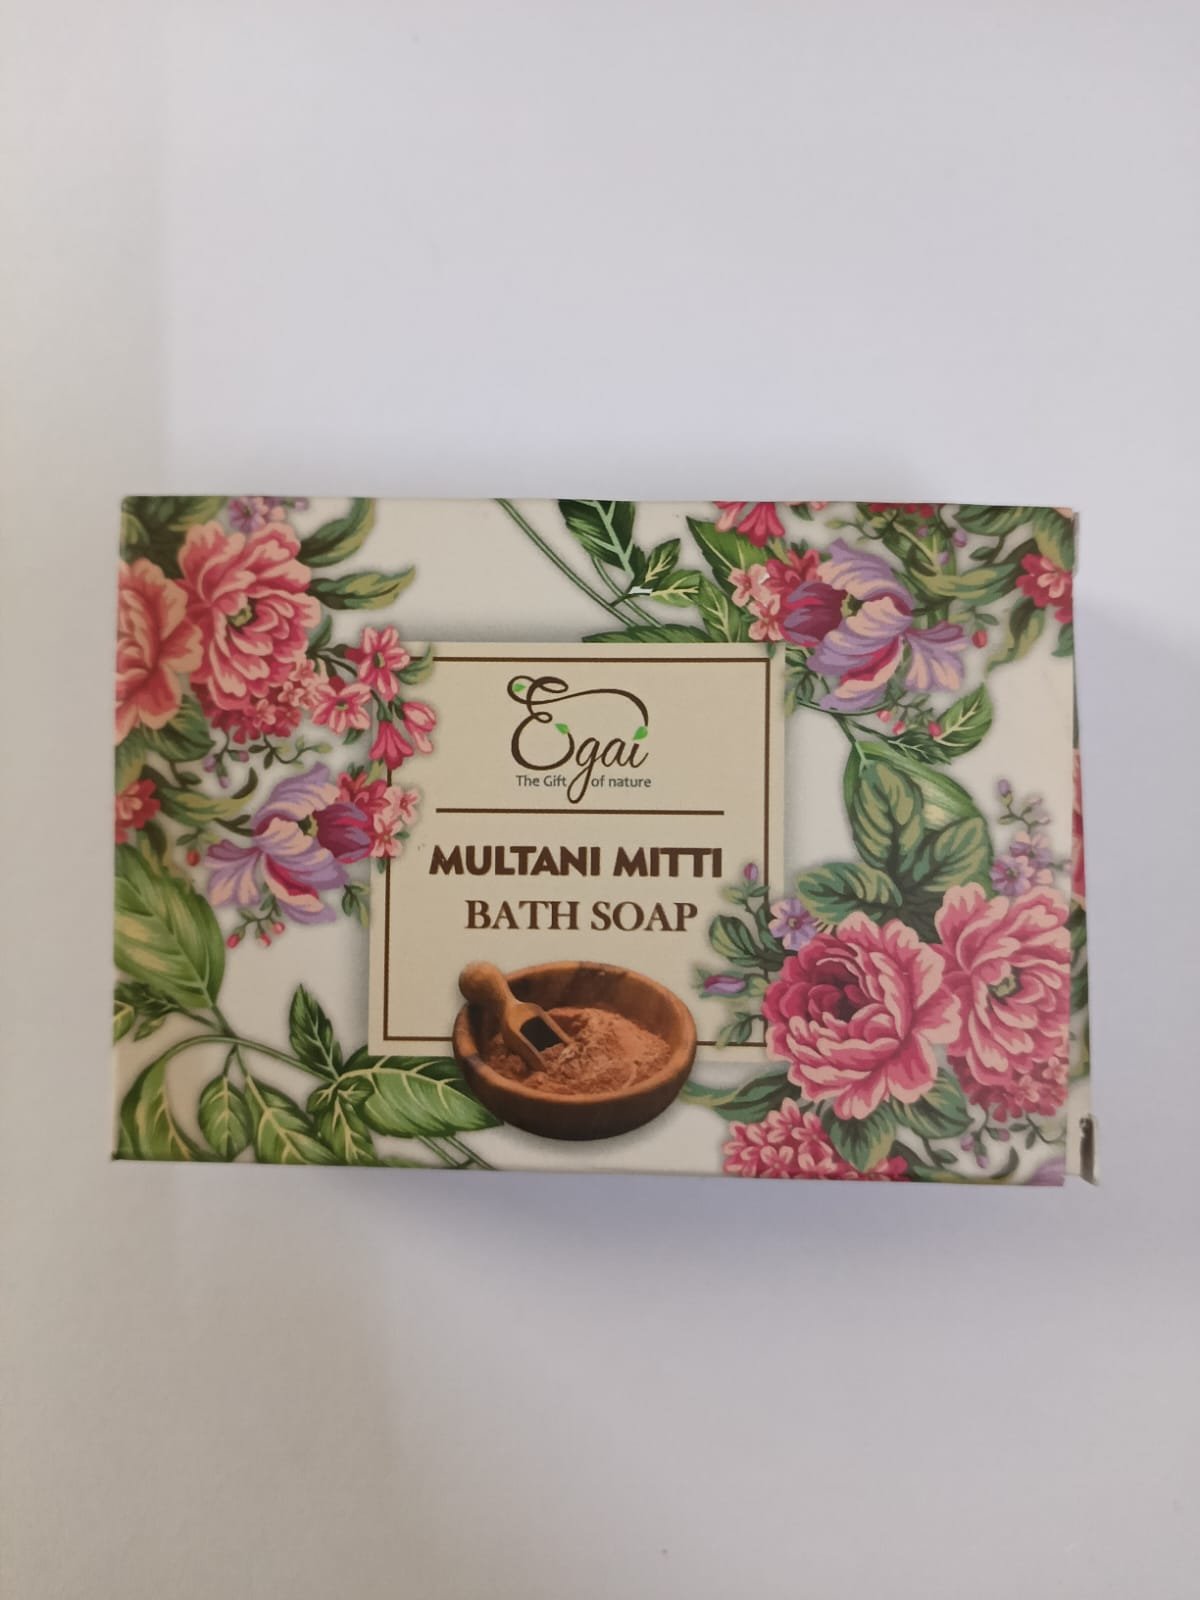 Egai
The Gift of nature
MULTANI MITTI
BATH SOAP